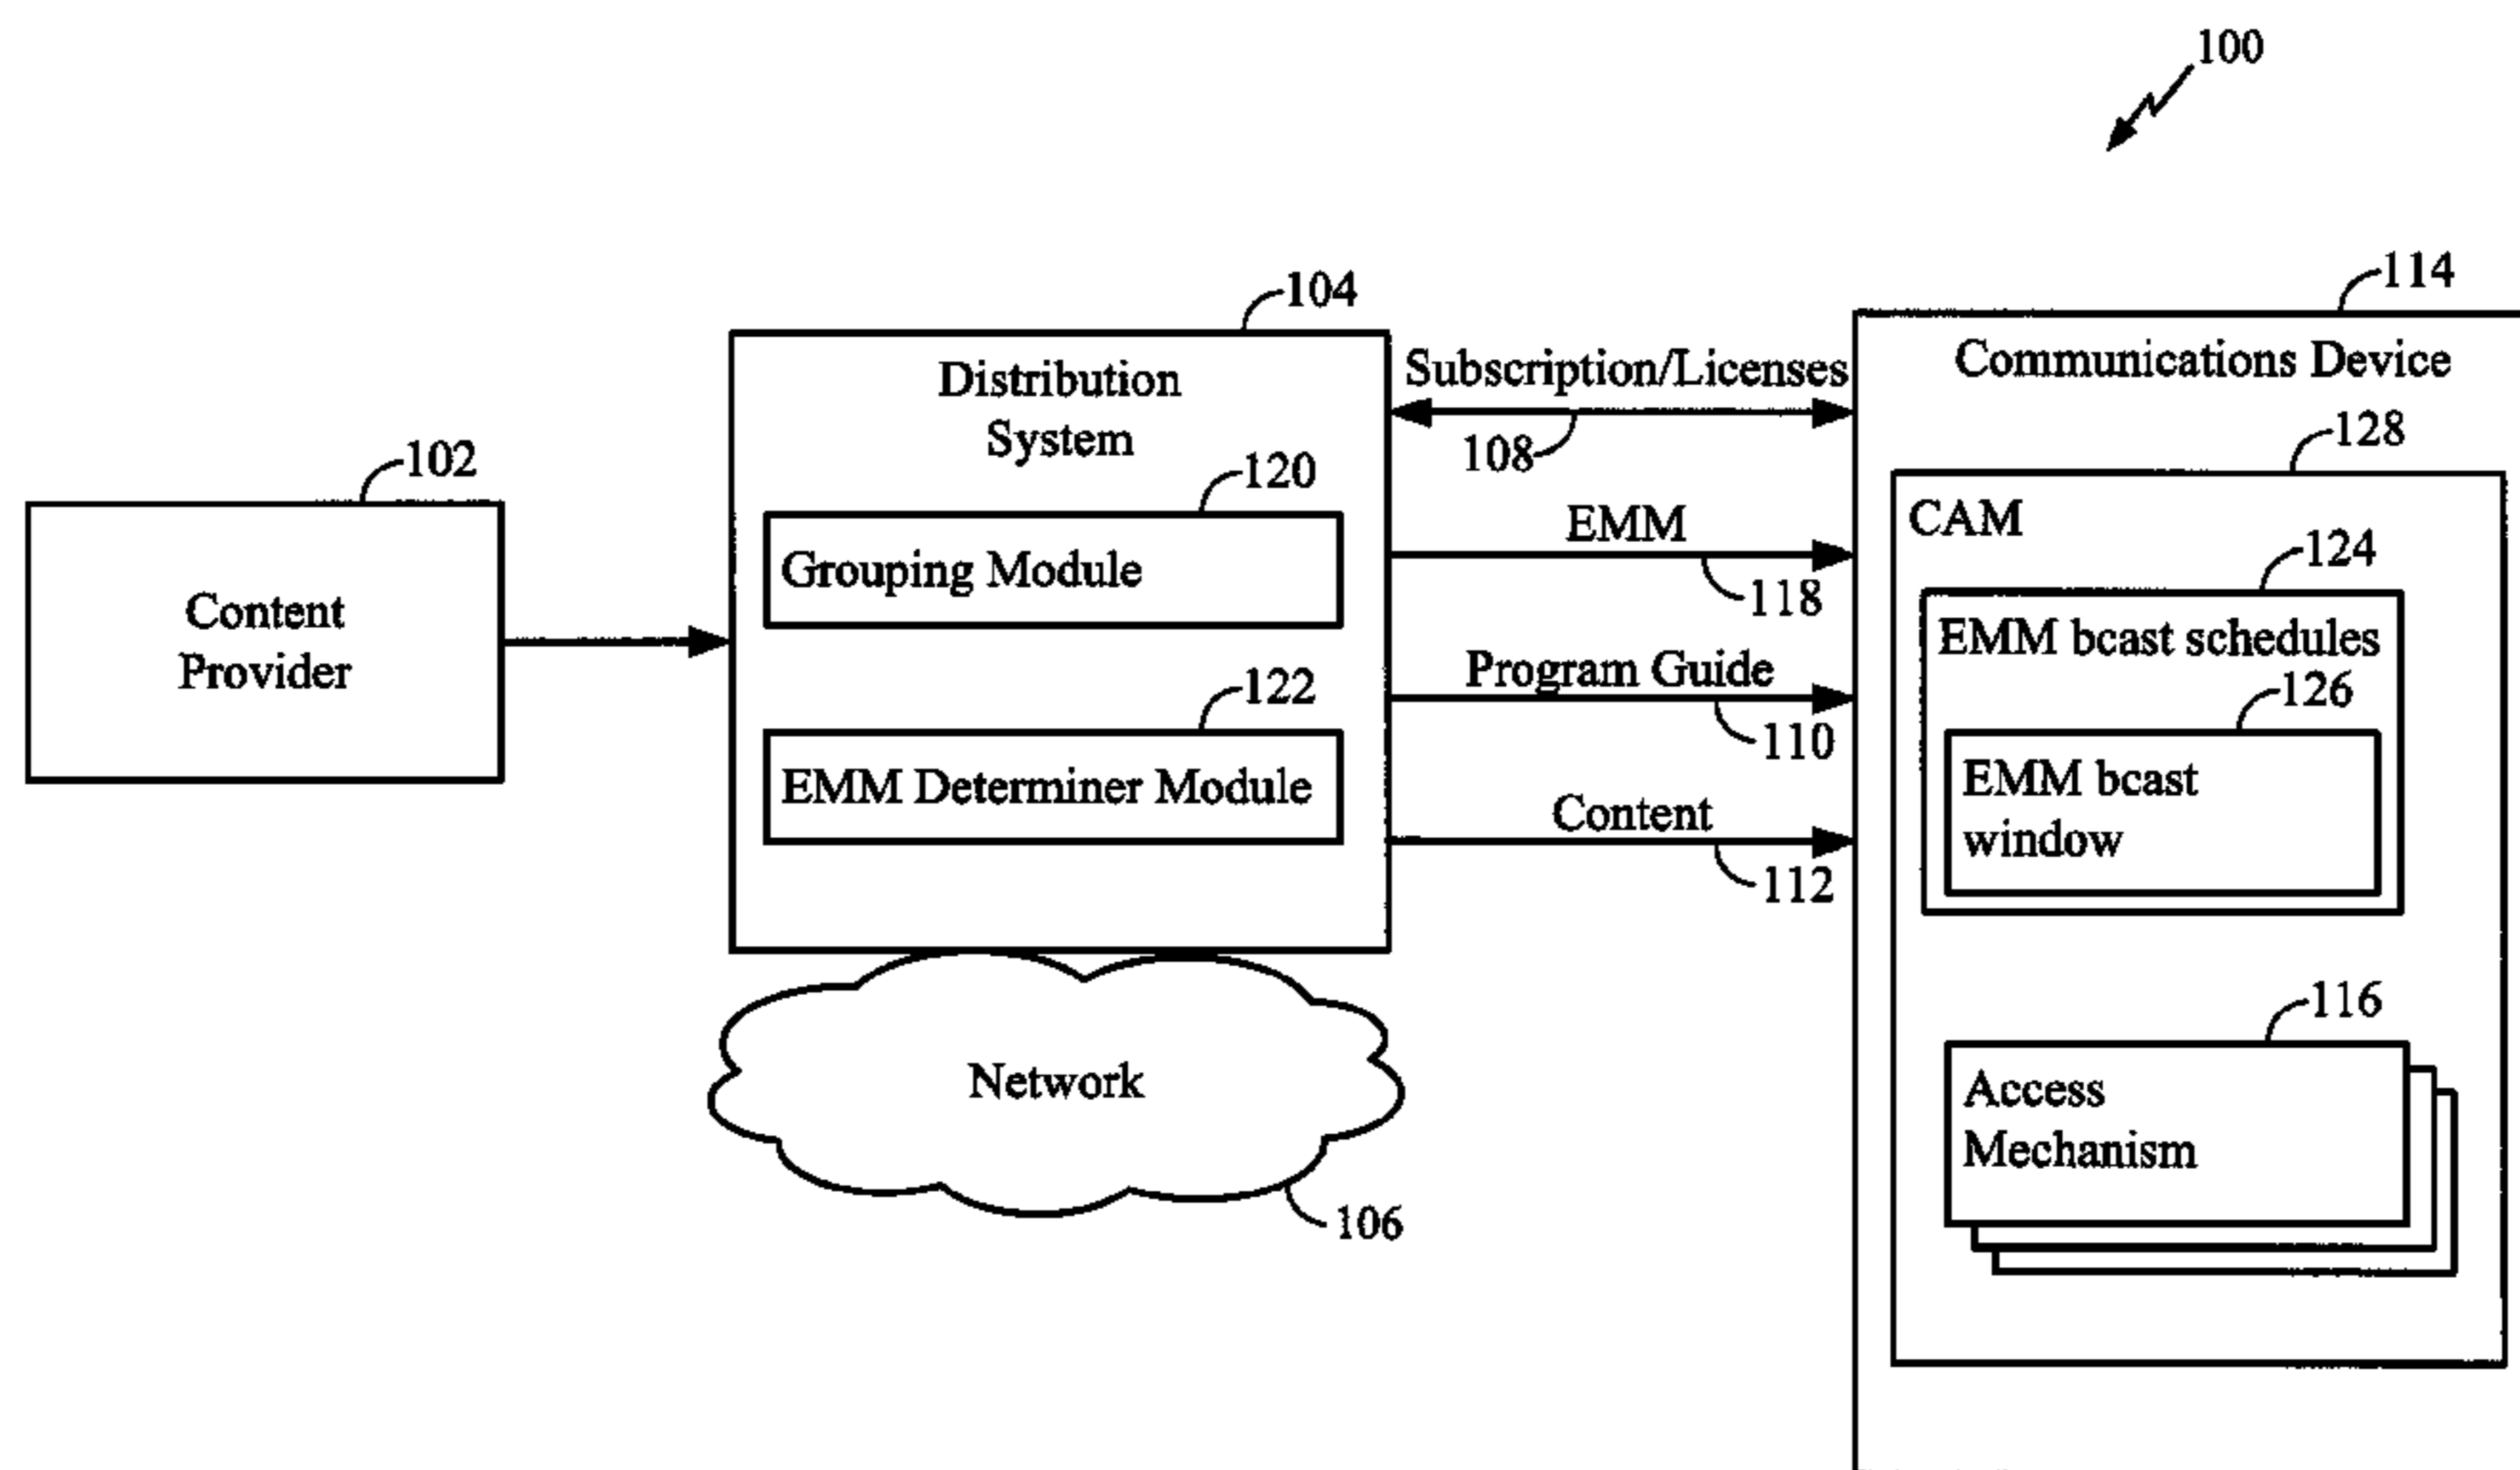 100
102
Content
Provider
104
Distribution
System
120
Grouping Module
122
EMM Determiner Module
Network
106
Subscription/Licenses
108
EMM
118
Program Guide
110
Content
112
114
Communications Device
128
CAM
124
EMM bcast schedules
126
EMM bcast
window
116
Access
Mechanism